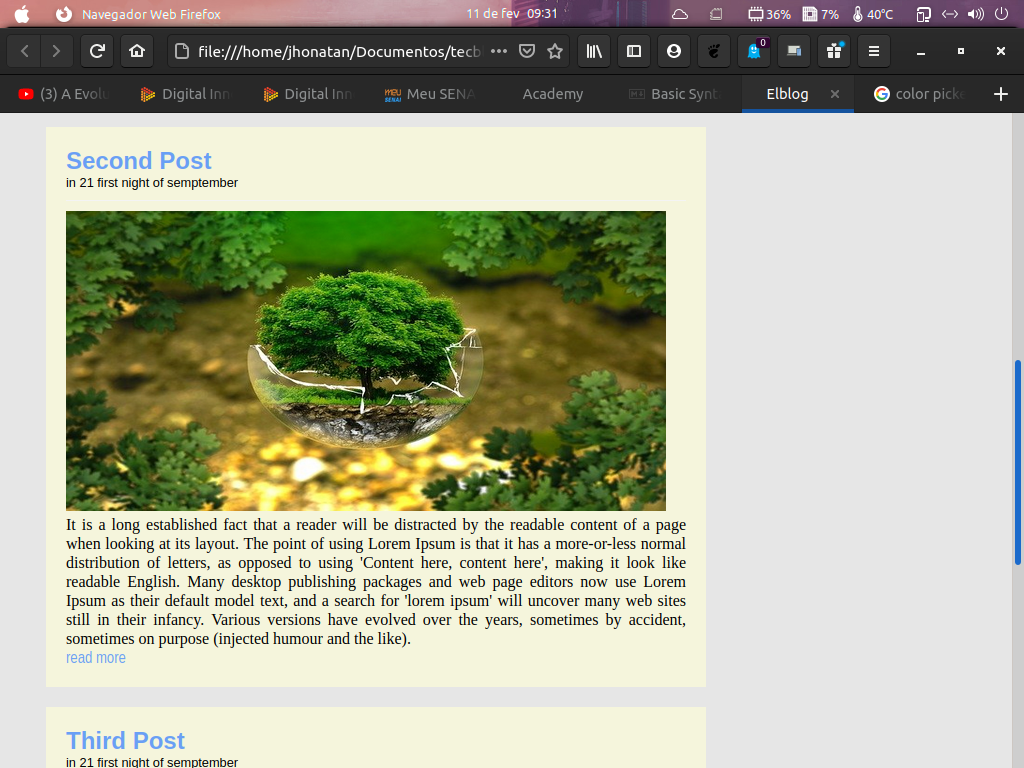 Navegador Web Firefox 11 de fev 09:31 36% 7% 40°C
file:///home/jhonatan/Documentos/tecb
0
(3) A Evolu Digital Inn Digital Inn MEU SENAI Meu SENA Academy Basic Synt Elblog color picke
Second Post
in 21 first night of semptember
It is a long established fact that a reader will be distracted by the readable content of a page
when looking at its layout. The point of using Lorem Ipsum is that it has a more-or-less normal
distribution of letters, as opposed to using 'Content here, content here', making it look like
readable English. Many desktop publishing packages and web page editors now use Lorem
Ipsum as their default model text, and a search for 'lorem ipsum' will uncover many web sites
still in their infancy. Various versions have evolved over the years, sometimes by accident,
sometimes on purpose (injected humour and the like).
read more
Third Post
in 21 first night of semptember